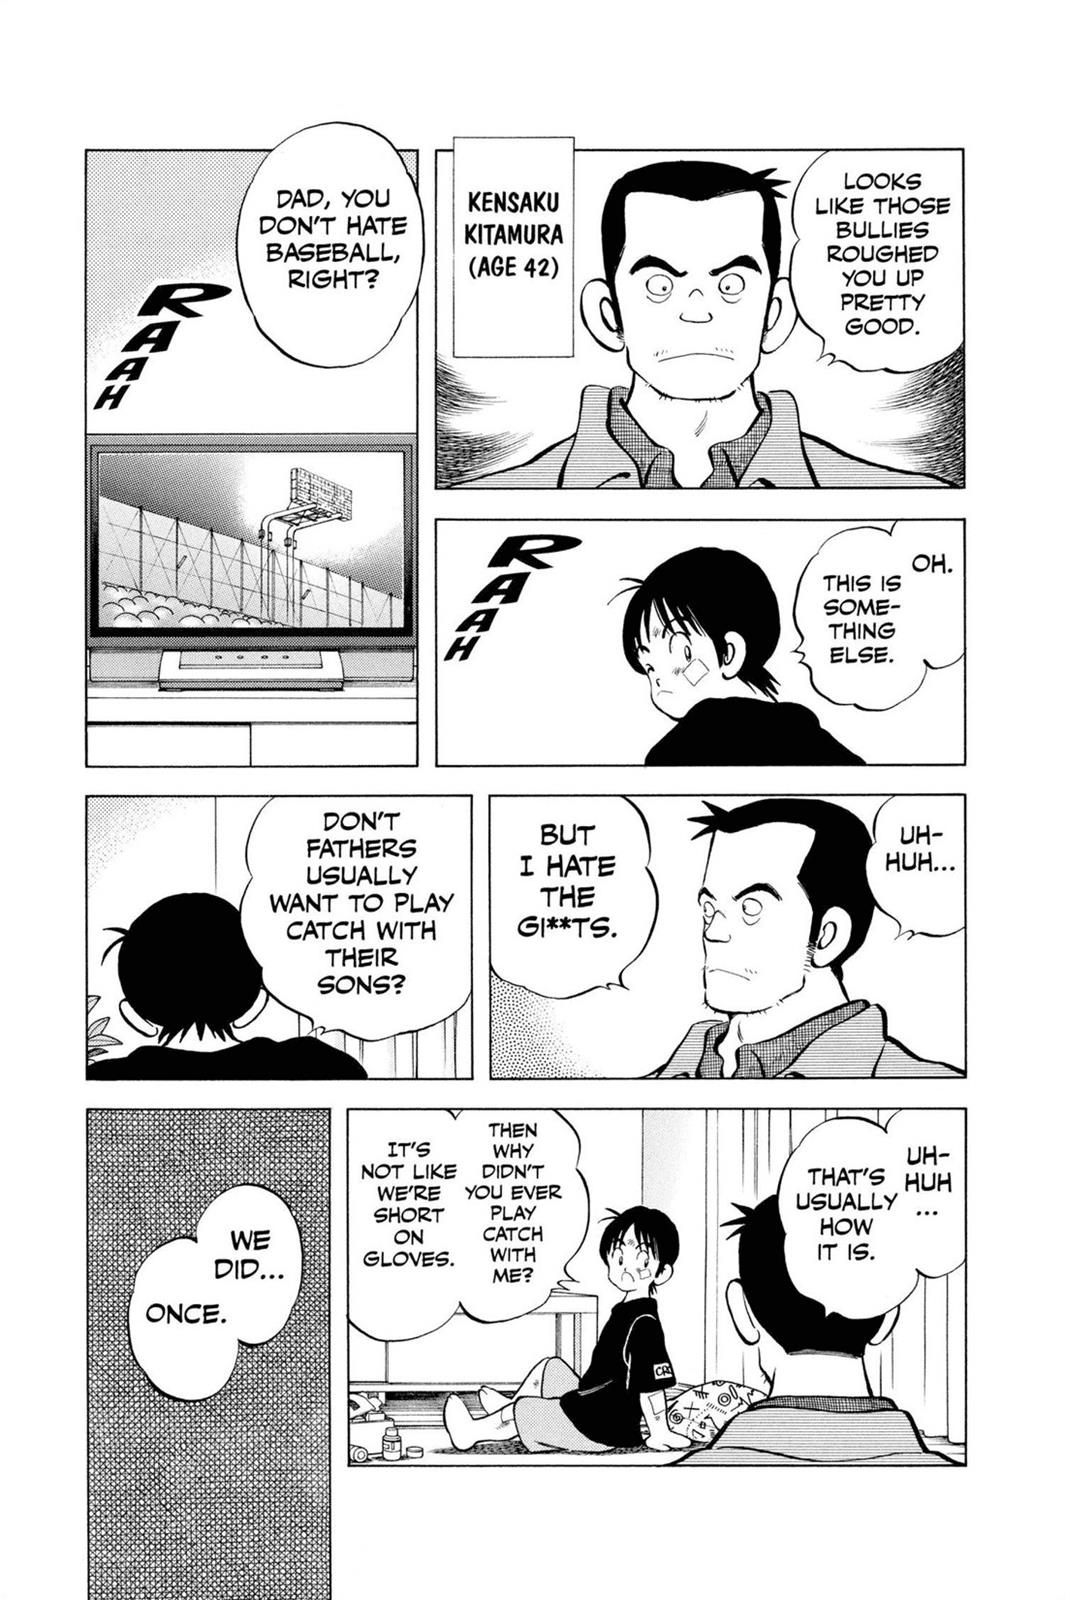 LOOKS
LIKE THOSE
BULLIES
ROUGHED
YOU UP
PRETTY
GOOD.
KENSAKU
KITAMURA
(AGE 42)
DAD, YOU
DON'T HATE
BASEBALL,
RIGHT?
RAAH
OH.
THIS IS
SOME-
THING
ELSE.
RAAH
UH-
HUH...
BUT
I HATE
THE
GI**TS.
DON'T
FATHERS
USUALLY
WANT TO PLAY
CATCH WITH
THEIR
SONS?
UH-
HUH
...
THAT'S
USUALLY
HOW
IT IS.
THEN
WHY
DIDN'T
YOU EVER
PLAY
CATCH
WITH
ME?
IT'S
NOT LIKE
WE'RE
SHORT
ON
GLOVES.
WE
DID...
ONCE.